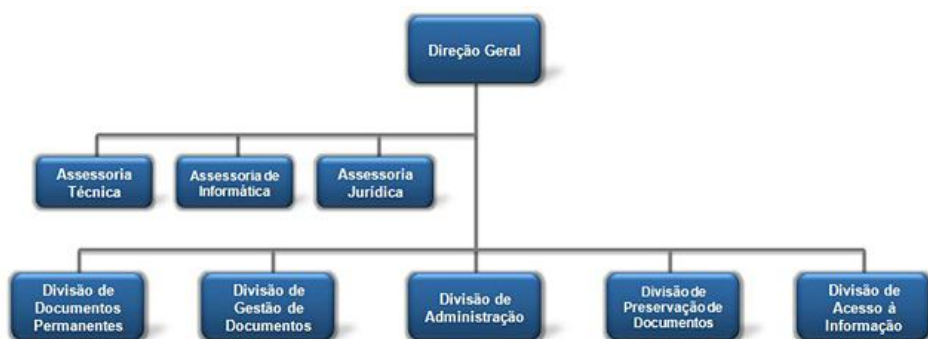 Direção Geral
Assessoria
Técnica
Assessoria de
Informática
Assessoria
Jurídica
Divisão de
Documentos
Permanentes
Divisão de
Gestão de
Documentos
Divisão de
Administração
Divisão de
Preservação de
Documentos
Divisão de
Acesso à
Informação